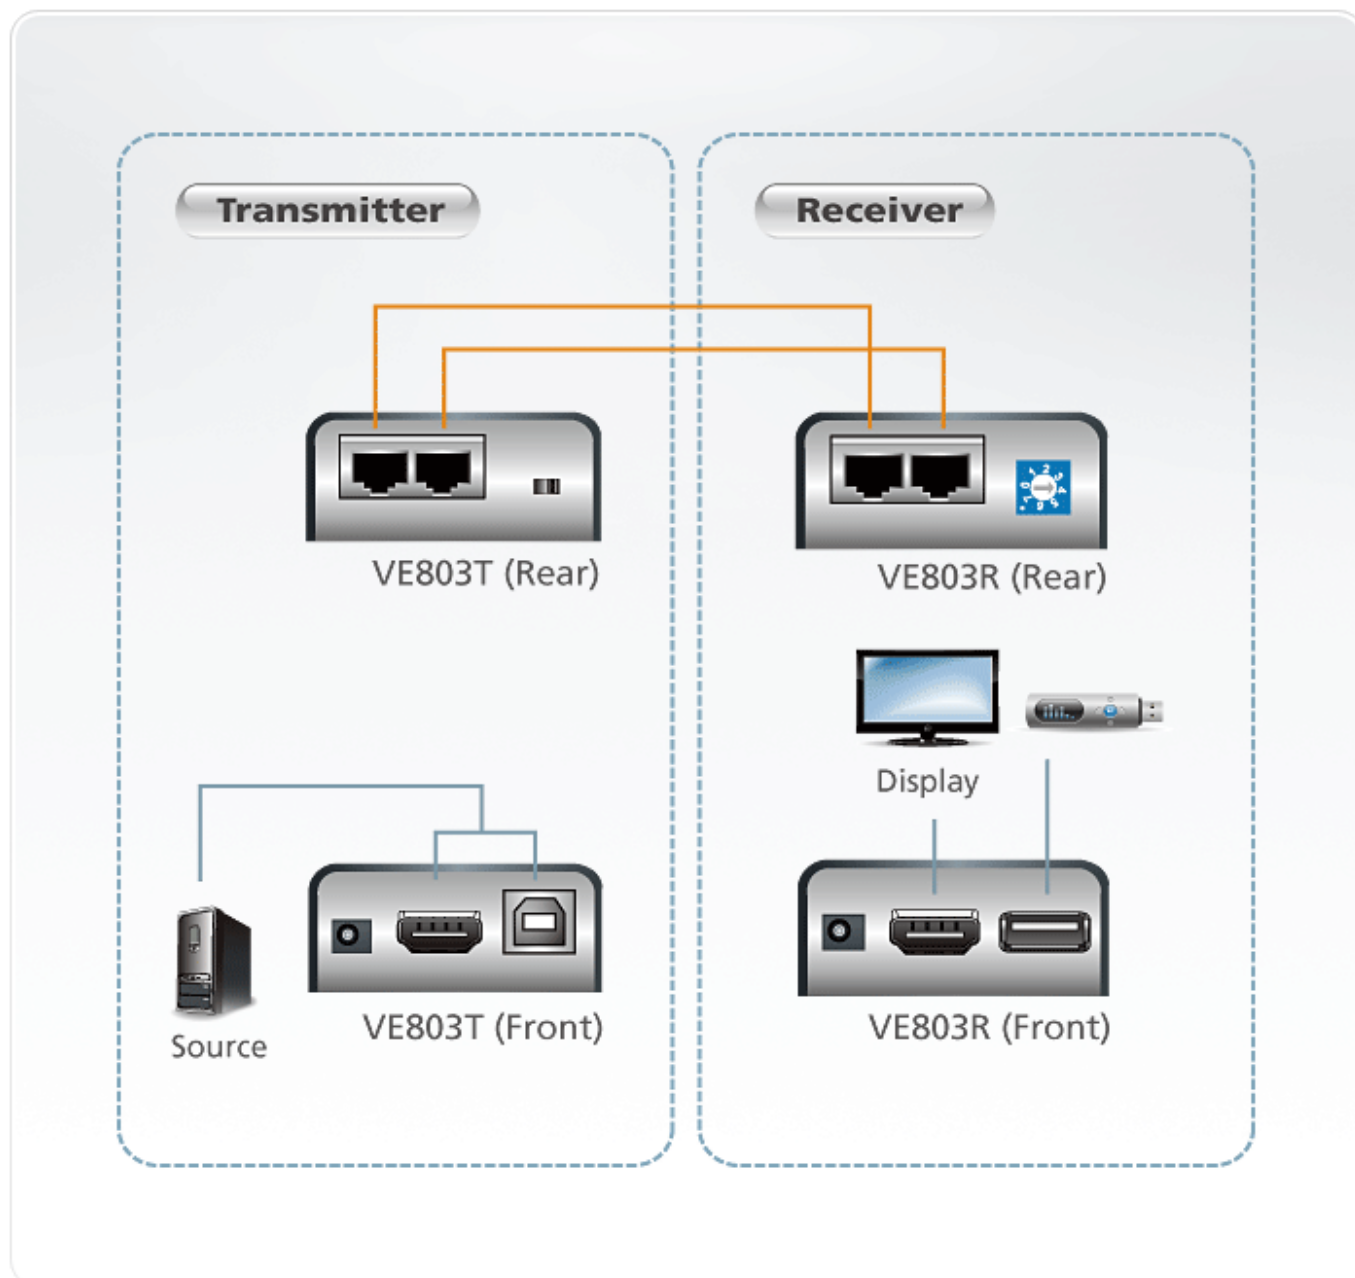 Transmitter
Receiver
VE803T (Rear)
VE803R (Rear)
Display
Source
VE803T (Front)
VE803R (Front)